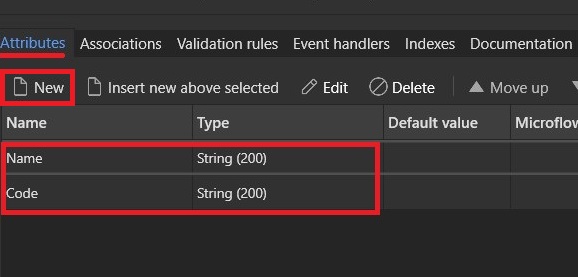 Attributes Associations Validation rules Event handlers Indexes Documentation
New Insert new above selected Edit Delete Move up
Name Type Default value Microflow
Name String (200)
Code String (200)